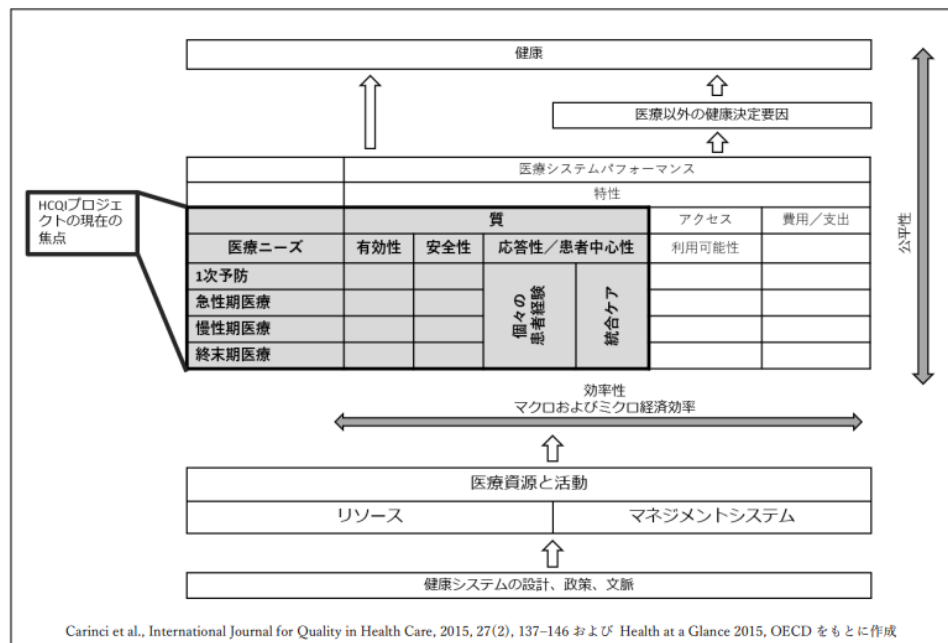 健康
医療以外の健康決定要因
医療システムパフォーマンス
特性
HCQIプロジェクトの現在の
焦点
質
アクセス
費用／支出
医療ニーズ
有効性
安全性
応答性／患者中心性
利用可能性
1次予防
急性期医療
慢性期医療
終末期医療
個々の
患者経験
統合ケア
公平性
効率性
マクロおよびミクロ経済効率
医療資源と活動
リソース
マネジメントシステム
健康システムの設計、政策、文脈
Carinci et al., International Journal for Quality in Health Care, 2015, 27(2), 137–146 および Health at a Glance 2015, OECD をもとに作成